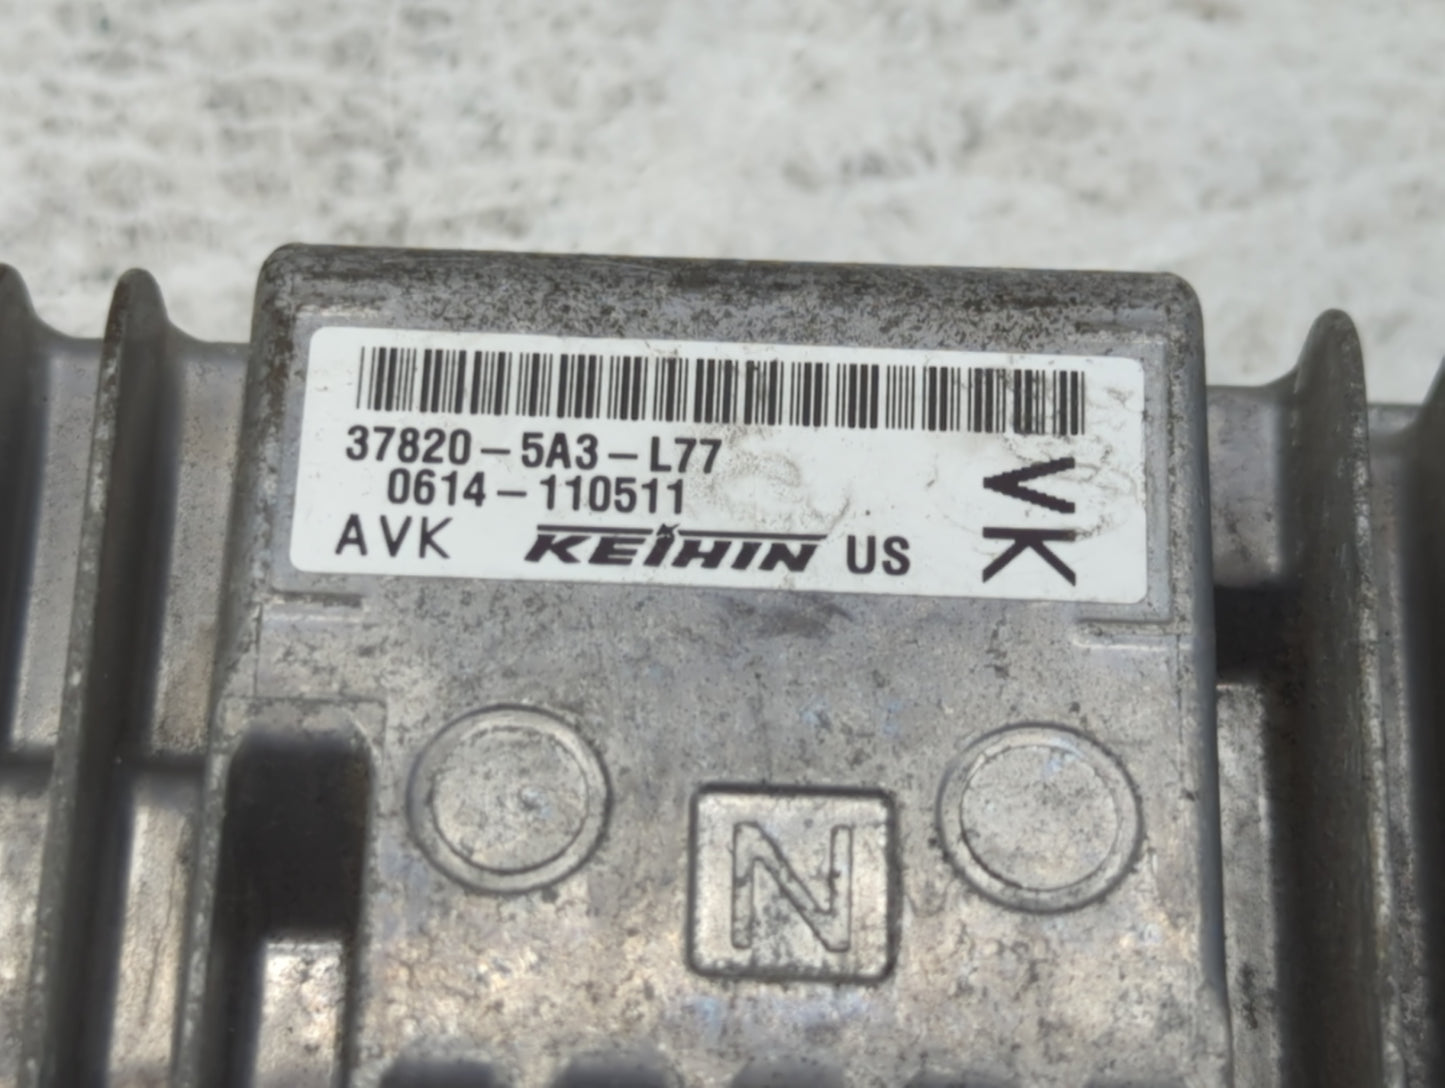 37820-5A3-L77
0614-110511
AVK KEIHIN US
VK
N